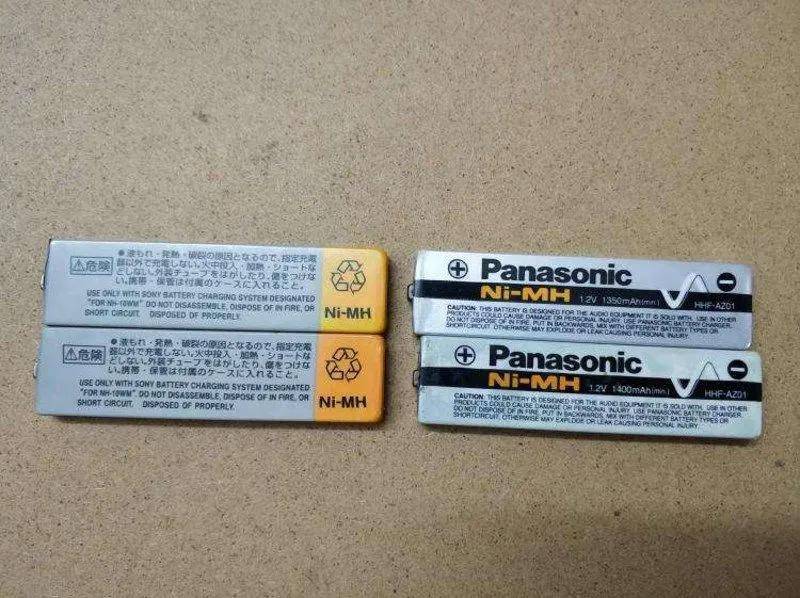 ⚠危険
●液もれ・発熱・破裂の原因となるので、指定充電
器以外で充電しない。火中投入・加熱・ショートな
どしない。外装チューブをはがしたり、傷をつけな
い。携帯・保管は付属のケースに入れること。
USE ONLY WITH SONY BATTERY CHARGING SYSTEM DESIGNATED
"FOR NH-10WM" DO NOT DISASSEMBLE, DISPOSE OF IN FIRE, OR
SHORT CIRCUIT. DISPOSED OF PROPERLY.
Ni-MH
⚠危険
●液もれ・発熱・破裂の原因となるので、指定充電
器以外で充電しない。火中投入・加熱・ショートな
どしない。外装チューブをはがしたり、傷をつけな
い。携帯・保管は付属のケースに入れること。
USE ONLY WITH SONY BATTERY CHARGING SYSTEM DESIGNATED
"FOR NH-10WM" DO NOT DISASSEMBLE, DISPOSE OF IN FIRE, OR
SHORT CIRCUIT. DISPOSED OF PROPERLY.
Ni-MH
⊕ Panasonic ⊖
Ni-MH 1.2V 1350mAh(min.) HHF-AZ01
CAUTION: THIS BATTERY IS DESIGNED FOR THE AUDIO EQUIPMENT IT IS SOLD WITH. USE IN OTHER
PRODUCTS COULD CAUSE DAMAGE OR PERSONAL INJURY. USE PANASONIC BATTERY CHARGER.
DO NOT DISPOSE OF IN FIRE, PUT IN BACKWARDS, MIX WITH DIFFERENT BATTERY TYPES OR
SHORTCIRCUIT. OTHERWISE MAY EXPLODE OR LEAK CAUSING PERSONAL INJURY.
⊕ Panasonic ⊖
Ni-MH 1.2V 1400mAh(min.) HHF-AZ01
CAUTION: THIS BATTERY IS DESIGNED FOR THE AUDIO EQUIPMENT IT IS SOLD WITH. USE IN OTHER
PRODUCTS COULD CAUSE DAMAGE OR PERSONAL INJURY. USE PANASONIC BATTERY CHARGER.
DO NOT DISPOSE OF IN FIRE, PUT IN BACKWARDS, MIX WITH DIFFERENT BATTERY TYPES OR
SHORTCIRCUIT. OTHERWISE MAY EXPLODE OR LEAK CAUSING PERSONAL INJURY.